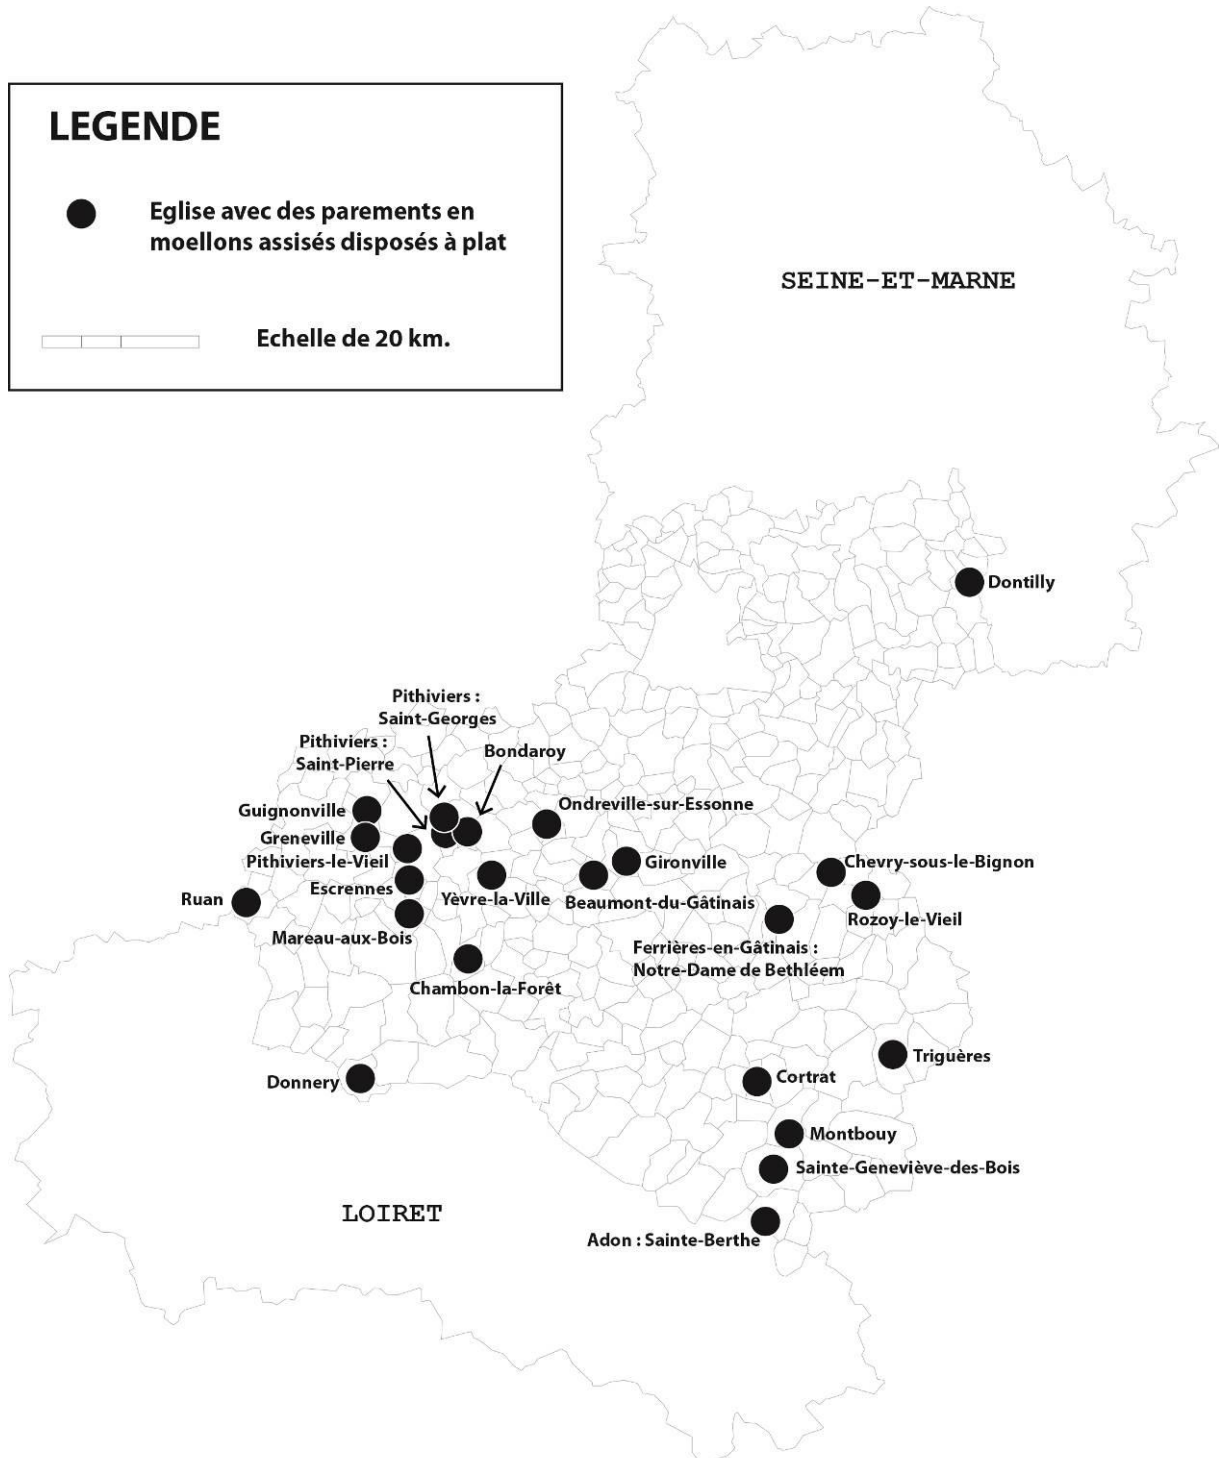 LEGENDE
Eglise avec des parements en
moellons assisés disposés à plat
Echelle de 20 km.
SEINE-ET-MARNE
Dontilly
Pithiviers :
Saint-Georges
Pithiviers :
Saint-Pierre
Bondaroy
Guignonville
Ondreville-sur-Essonne
Greneville
Pithiviers-le-Vieil
Gironville
Chevry-sous-le-Bignon
Escrennes
Ruan
Yèvre-la-Ville
Beaumont-du-Gâtinais
Rozoy-le-Vieil
Mareau-aux-Bois
Ferrières-en-Gâtinais :
Notre-Dame de Bethléem
Chambon-la-Forêt
Triguères
Donnery
Cortrat
Montbouy
Sainte-Geneviève-des-Bois
LOIRET
Adon : Sainte-Berthe